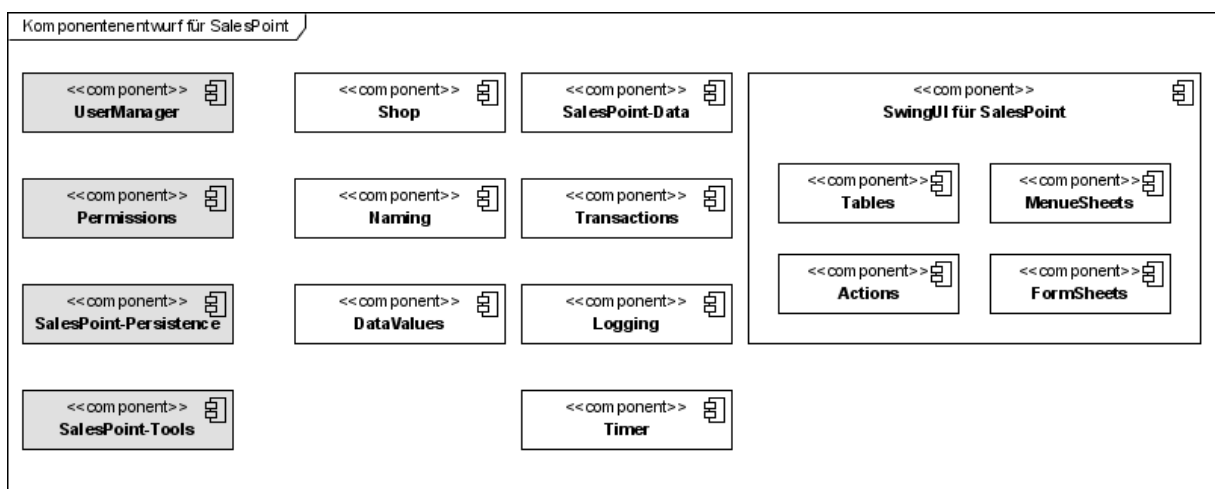 Komponentenentwurf für SalesPoint
<<component>>
UserManager
<<component>>
Shop
<<component>>
SalesPoint-Data
<<component>>
SwingUI für SalesPoint
<<component>>
Permissions
<<component>>
Naming
<<component>>
Transactions
<<component>>
Tables
<<component>>
MenueSheets
<<component>>
SalesPoint-Persistence
<<component>>
DataValues
<<component>>
Logging
<<component>>
Actions
<<component>>
FormSheets
<<component>>
SalesPoint-Tools
<<component>>
Timer